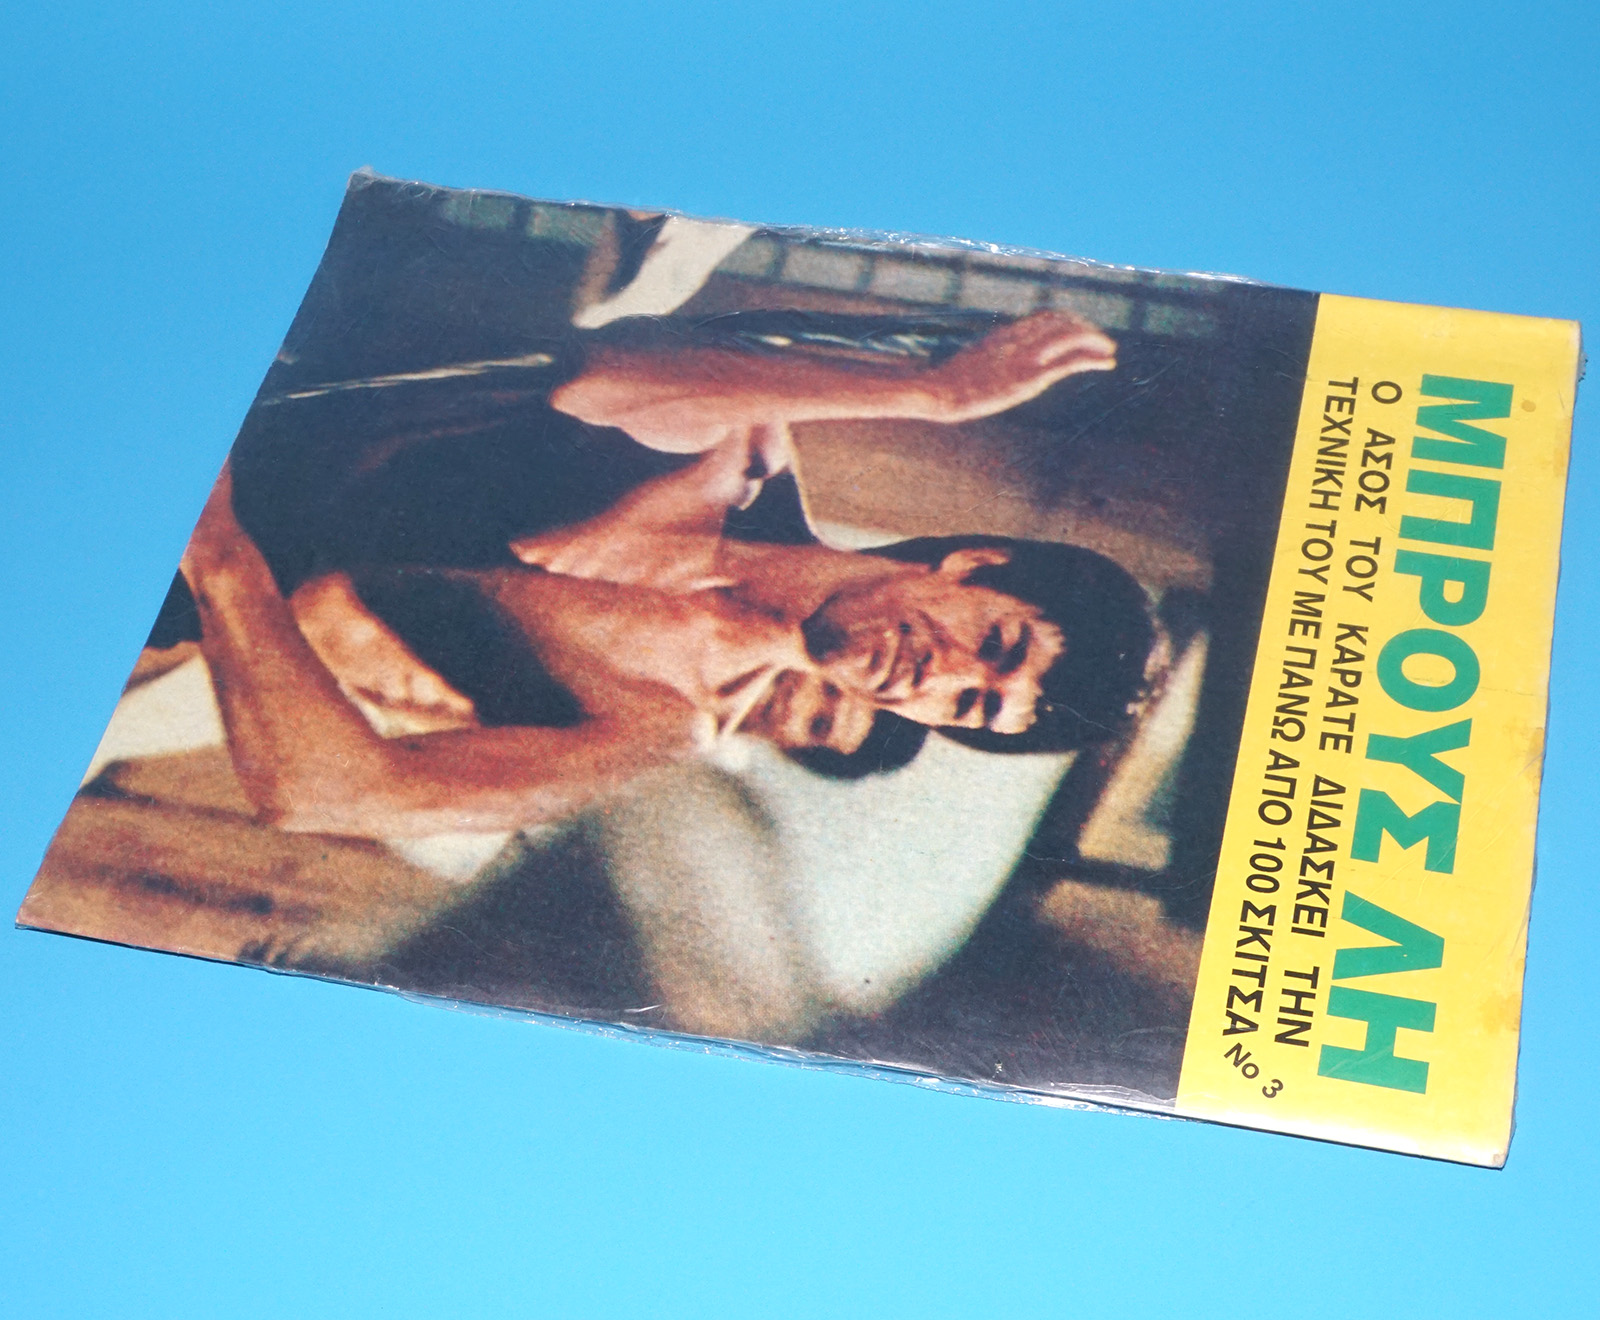 ΜΠΡΟΥΣ ΛΗ
Ο ΑΣΟΣ ΤΟΥ ΚΑΡΑΤΕ ΔΙΔΑΣΚΕΙ ΤΗΝ
ΤΕΧΝΙΚΗ ΤΟΥ ΜΕ ΠΑΝΩ ΑΠΟ 100 ΣΚΙΤΣΑ
Νο 3